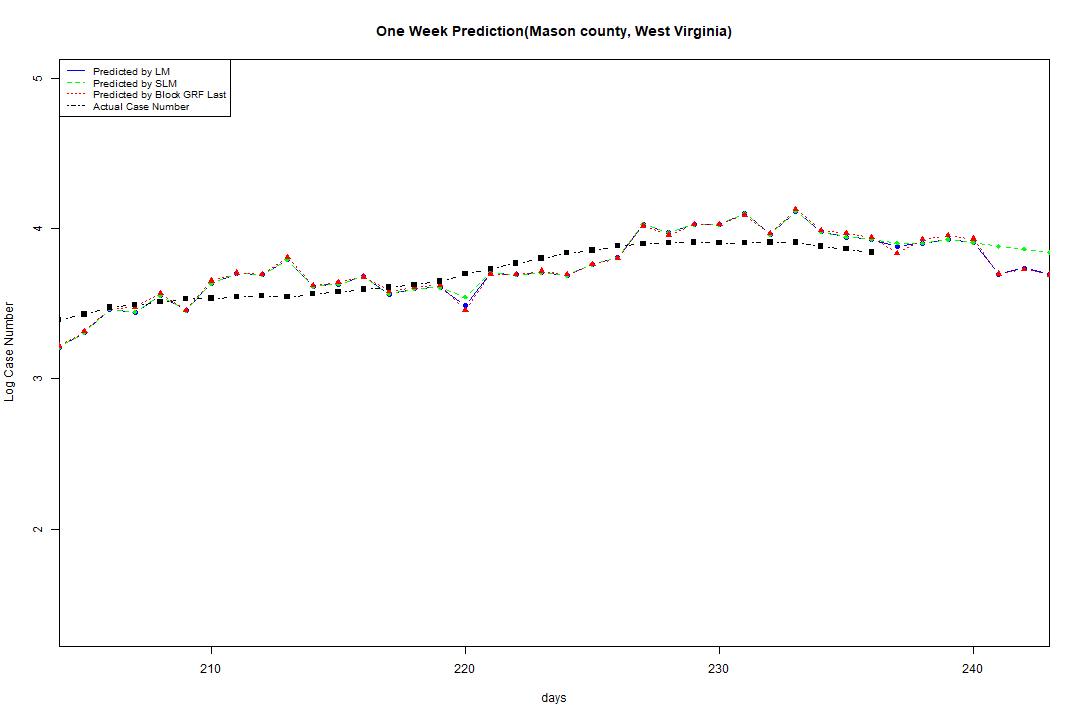 One Week Prediction(Mason county, West Virginia)
Predicted by LM
Predicted by SLM
Predicted by Block GRF Last
Actual Case Number
5
4
3
2
Log Case Number
210
220
230
240
days